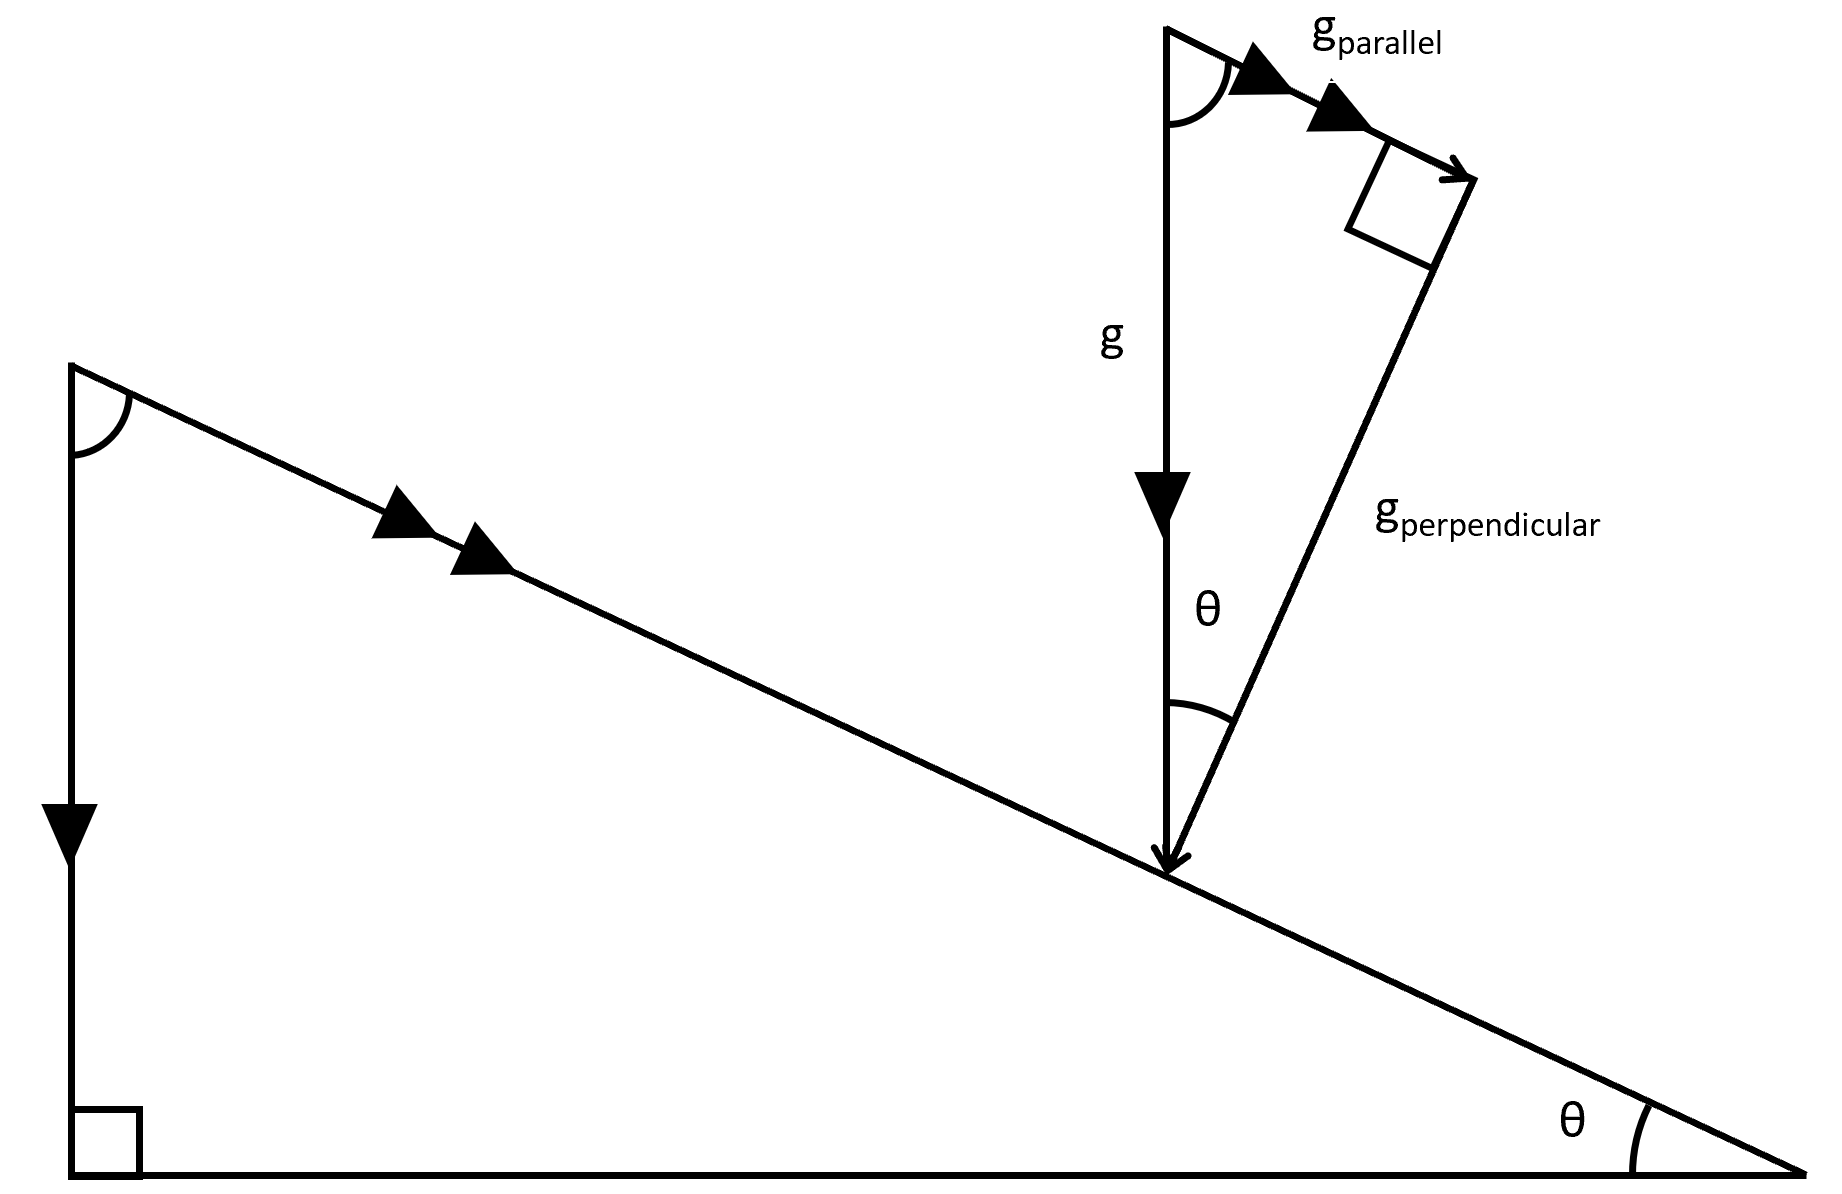 gparallel
g
gperpendicular
θ
θ